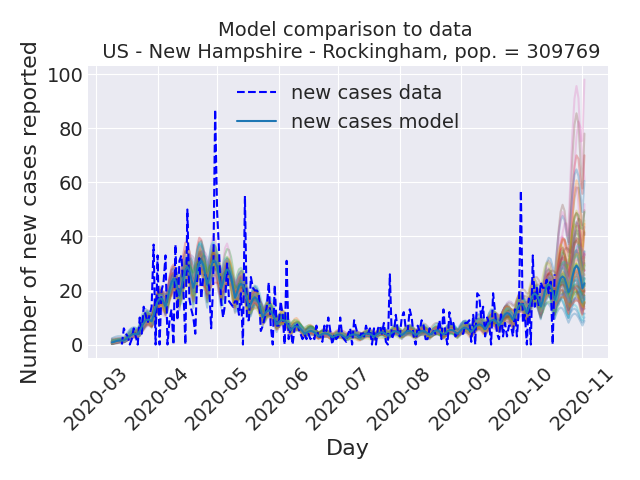 Model comparison to data
US - New Hampshire - Rockingham, pop. = 309769
Number of new cases reported
100
80
60
40
20
0
new cases data
new cases model
2020-03
2020-04
2020-05
2020-06
2020-07
2020-08
2020-09
2020-10
2020-11
Day